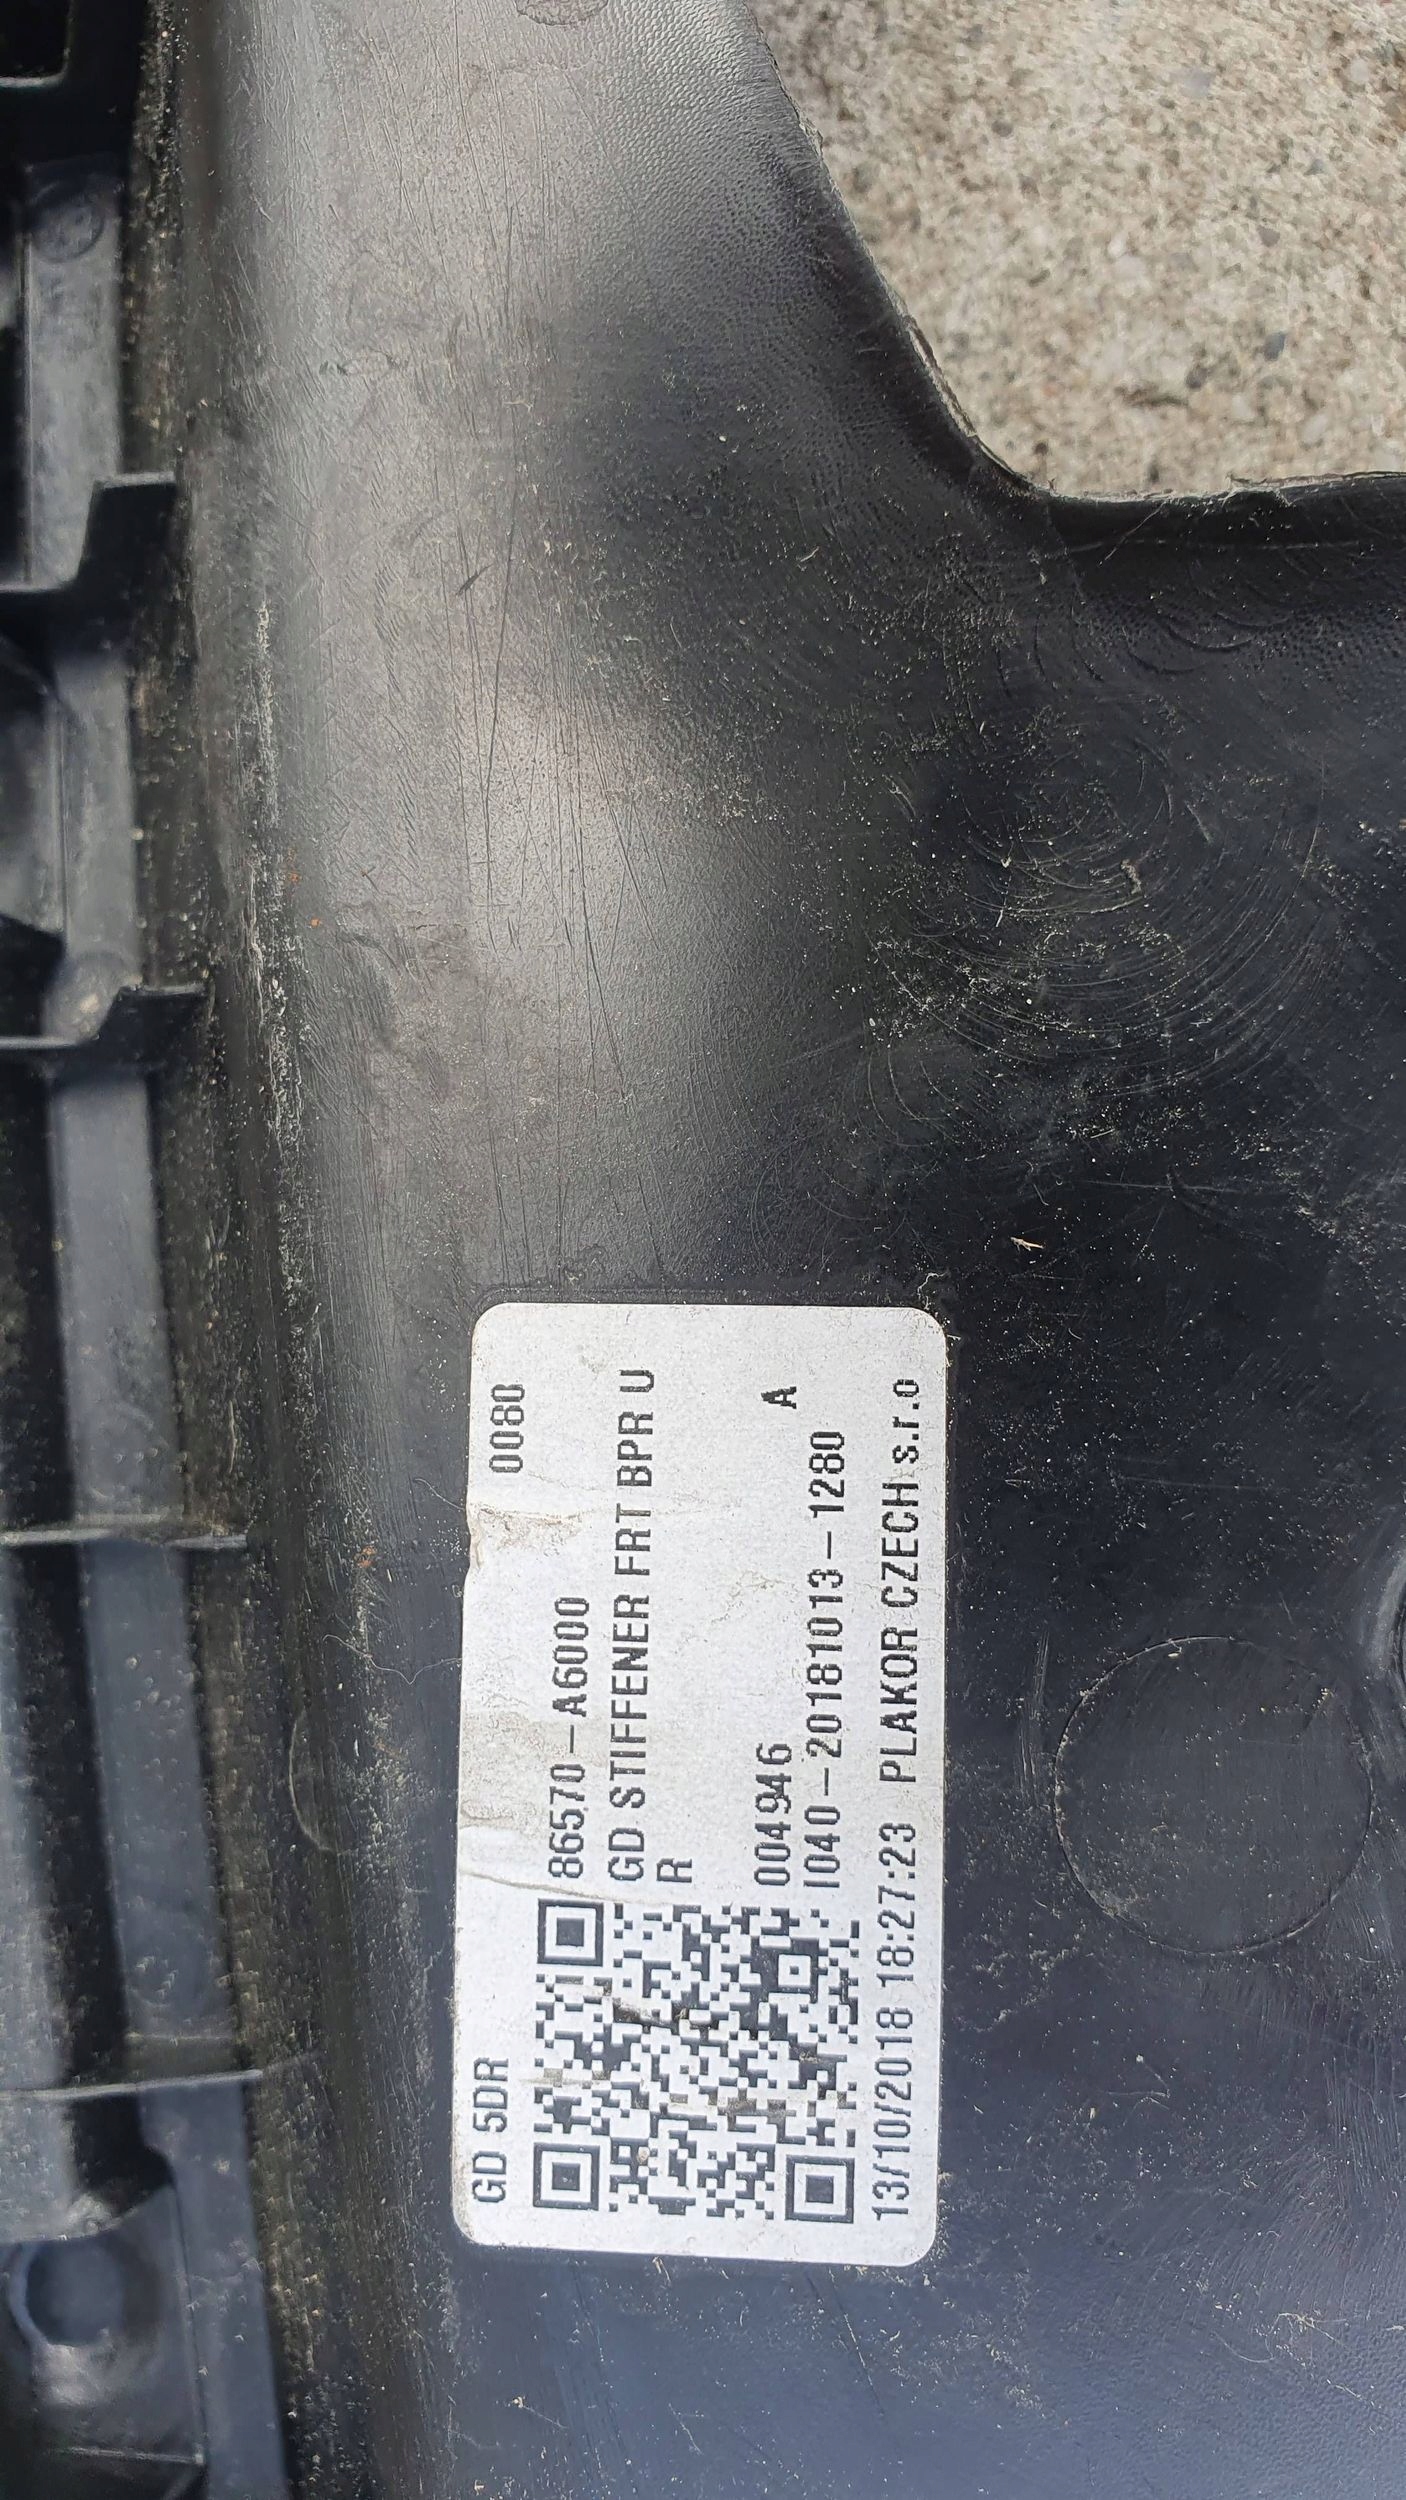 GD 5DR 0080
86570-A6000
GD STIFFENER FRT BPR U
R
004946 A
I040-20181013-1280
13/10/2018 18:27:23 PLAKOR CZECH s.r.o